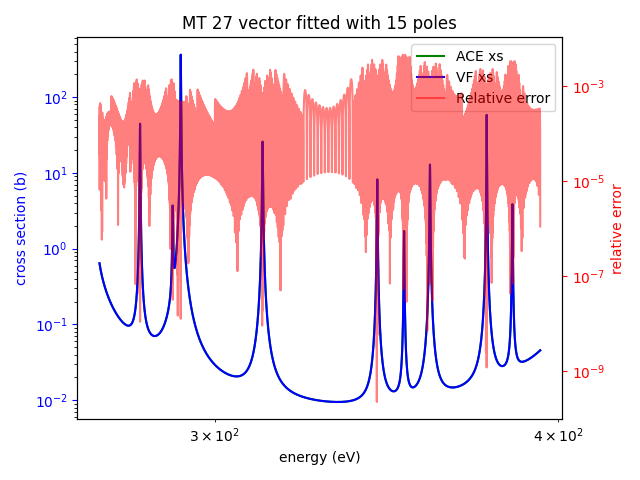 MT 27 vector fitted with 15 poles
ACE xs
VF xs
Relative error
cross section (b)
10²
10¹
10⁰
10⁻¹
10⁻²
10⁻³
10⁻⁵
10⁻⁷
10⁻⁹
relative error
3 × 10²
4 × 10²
energy (eV)